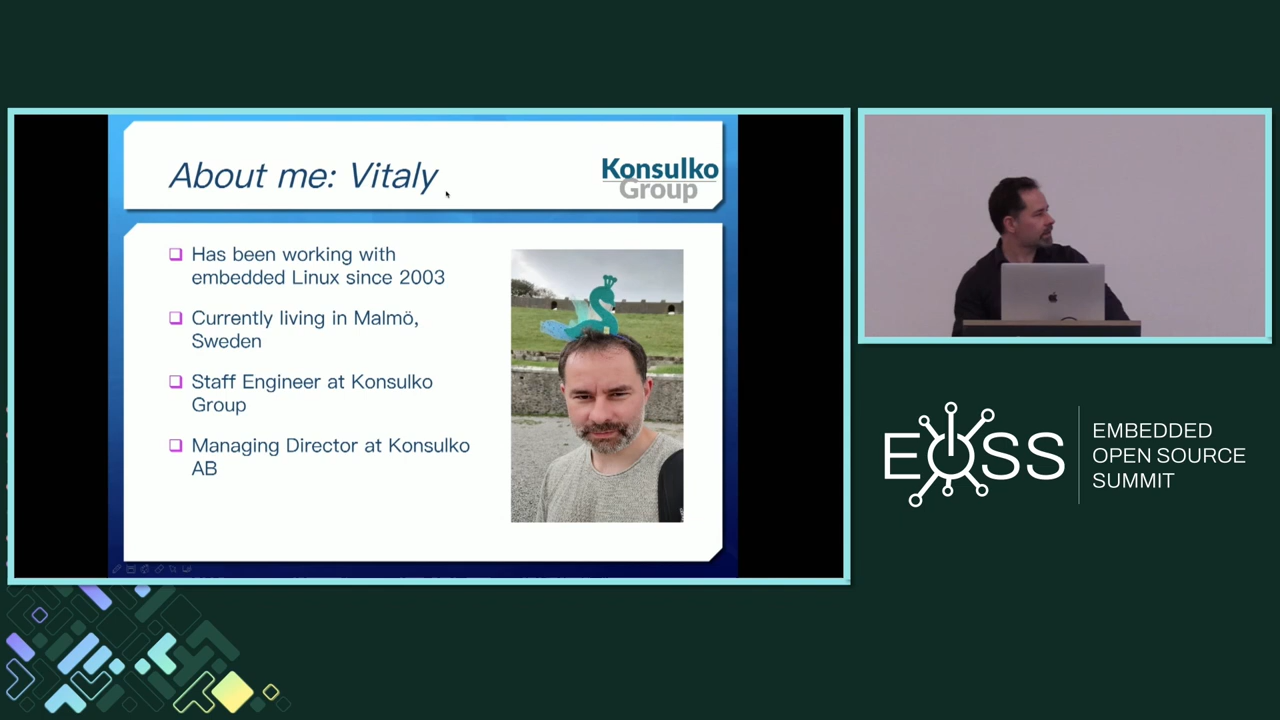 About me: Vitaly
Konsulko
Group
Has been working with
embedded Linux since 2003
Currently living in Malmö,
Sweden
Staff Engineer at Konsulko
Group
Managing Director at Konsulko
AB
EOSS
EMBEDDED
OPEN SOURCE
SUMMIT